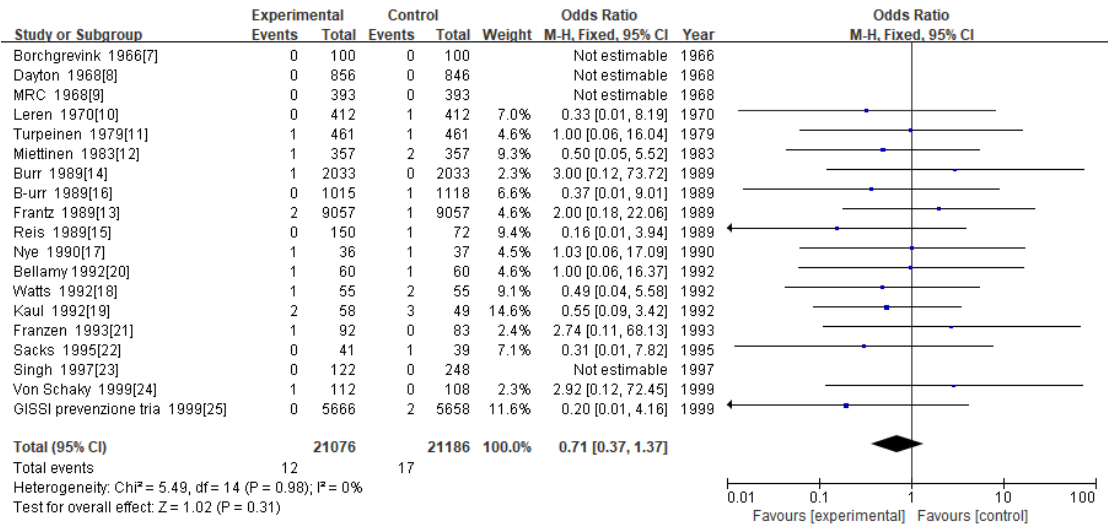 Experimental Control Odds Ratio Odds Ratio
Study or Subgroup Events Total Events Total Weight M-H, Fixed, 95% CI Year M-H, Fixed, 95% CI
Borchgrevink 1966[7] 0 100 0 100 Not estimable 1966
Dayton 1968[8] 0 856 0 846 Not estimable 1968
MRC 1968[9] 0 393 0 393 Not estimable 1968
Leren 1970[10] 0 412 1 412 7.0% 0.33 [0.01, 8.19] 1970
Turpeinen 1979[11] 1 461 1 461 4.6% 1.00 [0.06, 16.04] 1979
Miettinen 1983[12] 1 357 2 357 9.3% 0.50 [0.05, 5.52] 1983
Burr 1989[14] 1 2033 0 2033 2.3% 3.00 [0.12, 73.72] 1989
B-urr 1989[16] 0 1015 1 1118 6.6% 0.37 [0.01, 9.01] 1989
Frantz 1989[13] 2 9057 1 9057 4.6% 2.00 [0.18, 22.06] 1989
Reis 1989[15] 0 150 1 72 9.4% 0.16 [0.01, 3.94] 1989
Nye 1990[17] 1 36 1 37 4.5% 1.03 [0.06, 17.09] 1990
Bellamy 1992[20] 1 60 1 60 4.6% 1.00 [0.06, 16.37] 1992
Watts 1992[18] 1 55 2 55 9.1% 0.49 [0.04, 5.58] 1992
Kaul 1992[19] 2 58 3 49 14.6% 0.55 [0.09, 3.42] 1992
Franzen 1993[21] 1 92 0 83 2.4% 2.74 [0.11, 68.13] 1993
Sacks 1995[22] 0 41 1 39 7.1% 0.31 [0.01, 7.82] 1995
Singh 1997[23] 0 122 0 248 Not estimable 1997
Von Schaky 1999[24] 1 112 0 108 2.3% 2.92 [0.12, 72.45] 1999
GISSI prevenzione tria 1999[25] 0 5666 2 5658 11.6% 0.20 [0.01, 4.16] 1999
Total (95% CI) 21076 21186 100.0% 0.71 [0.37, 1.37]
Total events 12 17
Heterogeneity: Chi² = 5.49, df = 14 (P = 0.98); I² = 0%
Test for overall effect: Z = 1.02 (P = 0.31)
0.01 0.1 1 10 100
Favours [experimental] Favours [control]